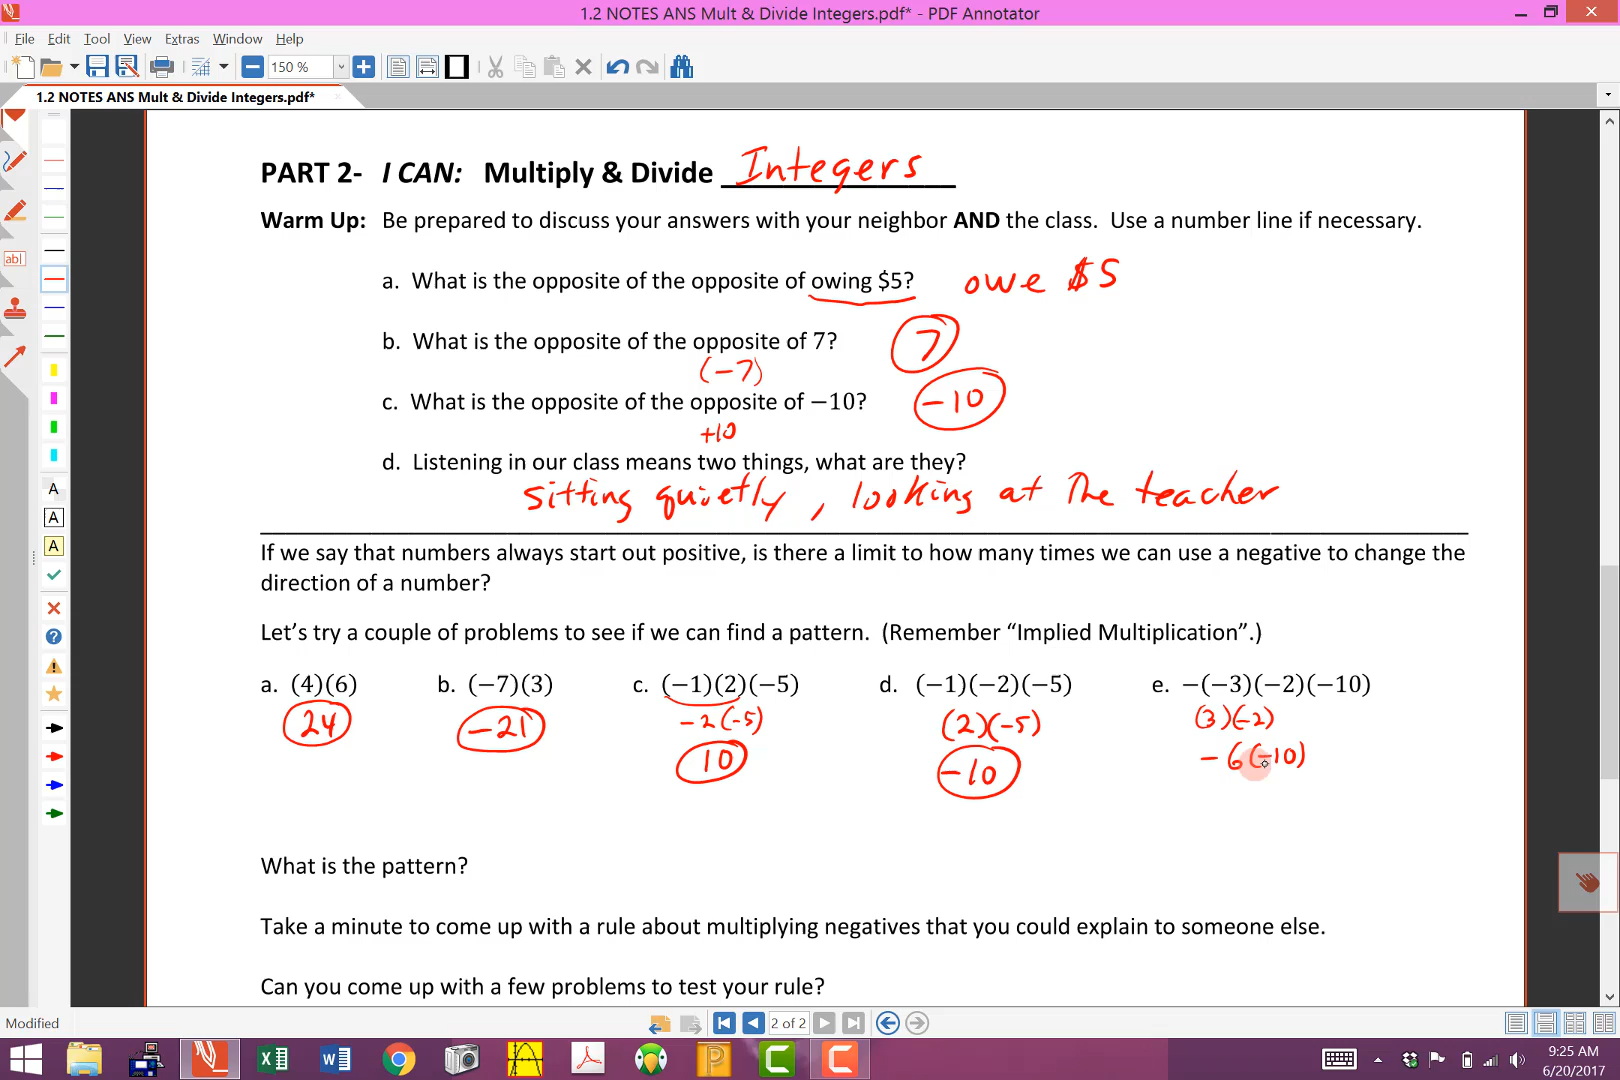 1.2 NOTES ANS Mult & Divide Integers.pdf* - PDF Annotator
File Edit Tool View Extras Window Help
150 %
1.2 NOTES ANS Mult & Divide Integers.pdf*
PART 2- I CAN: Multiply & Divide Integers
Warm Up: Be prepared to discuss your answers with your neighbor AND the class. Use a number line if necessary.
a. What is the opposite of the opposite of owing $5? owe $5
b. What is the opposite of the opposite of 7? 7
(-7)
c. What is the opposite of the opposite of −10? -10
+10
d. Listening in our class means two things, what are they?
sitting quietly, looking at the teacher
If we say that numbers always start out positive, is there a limit to how many times we can use a negative to change the
direction of a number?
Let's try a couple of problems to see if we can find a pattern. (Remember "Implied Multiplication".)
a. (4)(6) b. (−7)(3) c. (−1)(2)(−5) d. (−1)(−2)(−5) e. −(−3)(−2)(−10)
24 -21 -2(-5) (2)(-5) (3)(-2)
10 -10 -6(-10)
What is the pattern?
Take a minute to come up with a rule about multiplying negatives that you could explain to someone else.
Can you come up with a few problems to test your rule?
abl
A
A
A
Modified
2 of 2
9:25 AM
6/20/2017